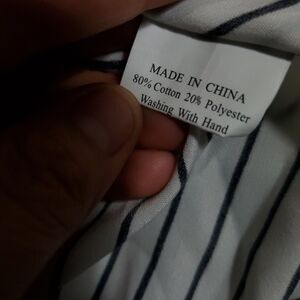 MADE IN CHINA
80% Cotton 20% Polyester
Washing With Hand